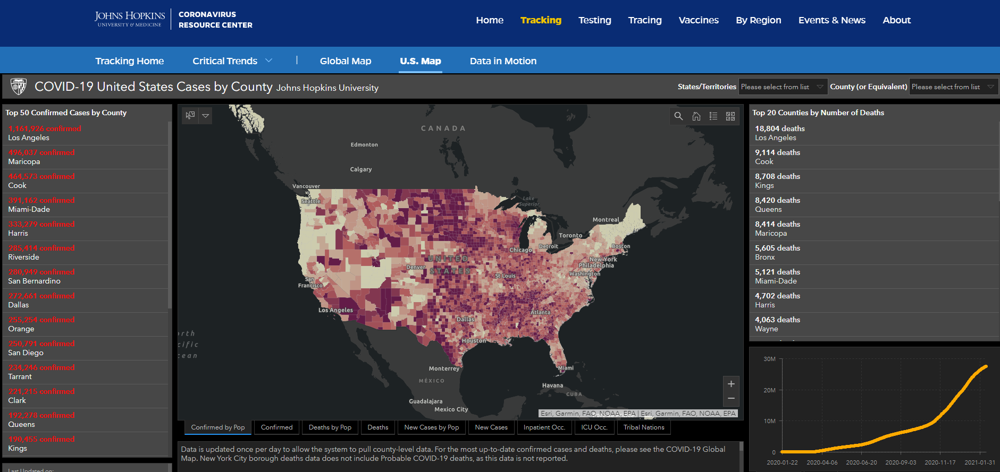 JOHNS HOPKINS
UNIVERSITY & MEDICINE
CORONAVIRUS
RESOURCE CENTER
Home
Tracking
Testing
Tracing
Vaccines
By Region
Events & News
About
Tracking Home
Critical Trends
Global Map
U.S. Map
Data in Motion
COVID-19 United States Cases by County Johns Hopkins University
States/Territories
Please select from list
County (or Equivalent)
Please select from list
Top 50 Confirmed Cases by County
1,161,926 confirmed
Los Angeles
496,037 confirmed
Maricopa
464,573 confirmed
Cook
391,162 confirmed
Miami-Dade
333,279 confirmed
Harris
285,414 confirmed
Riverside
280,949 confirmed
San Bernardino
272,661 confirmed
Dallas
255,254 confirmed
Orange
250,791 confirmed
San Diego
234,246 confirmed
Tarrant
221,215 confirmed
Clark
192,278 confirmed
Queens
190,455 confirmed
Kings
Last Updated on:
CANADA
Edmonton
Calgary
Vancouver
Seattle
Lake
Superior
Montreal
Toronto
Chicago
Detroit
Boston
New York
Philadelphia
Washington
UNITED
STATES
Denver
St Louis
San
Francisco
Los Angeles
Atlanta
Dallas
Houston
Miami
Monterrey
MÉXICO
Havana
CUBA
Guadalajara
Mexico City
Esri, Garmin, FAO, NOAA, EPA | Esri, Garmin, FAO, NOAA, EPA
Confirmed by Pop
Confirmed
Deaths by Pop
Deaths
New Cases by Pop
New Cases
Inpatient Occ.
ICU Occ.
Tribal Nations
Data is updated once per day to allow the system to pull county-level data. For the most up-to-date confirmed cases and deaths, please see the COVID-19 Global
Map. New York City borough deaths data does not include Probable COVID-19 deaths, as this data is not reported.
Top 20 Counties by Number of Deaths
18,804 deaths
Los Angeles
9,114 deaths
Cook
8,708 deaths
Kings
8,420 deaths
Queens
8,414 deaths
Maricopa
5,605 deaths
Bronx
5,121 deaths
Miami-Dade
4,702 deaths
Harris
4,063 deaths
Wayne
30M
20M
10M
0
2020-01-22
2020-04-06
2020-06-20
2020-09-03
2020-11-17
2021-01-31